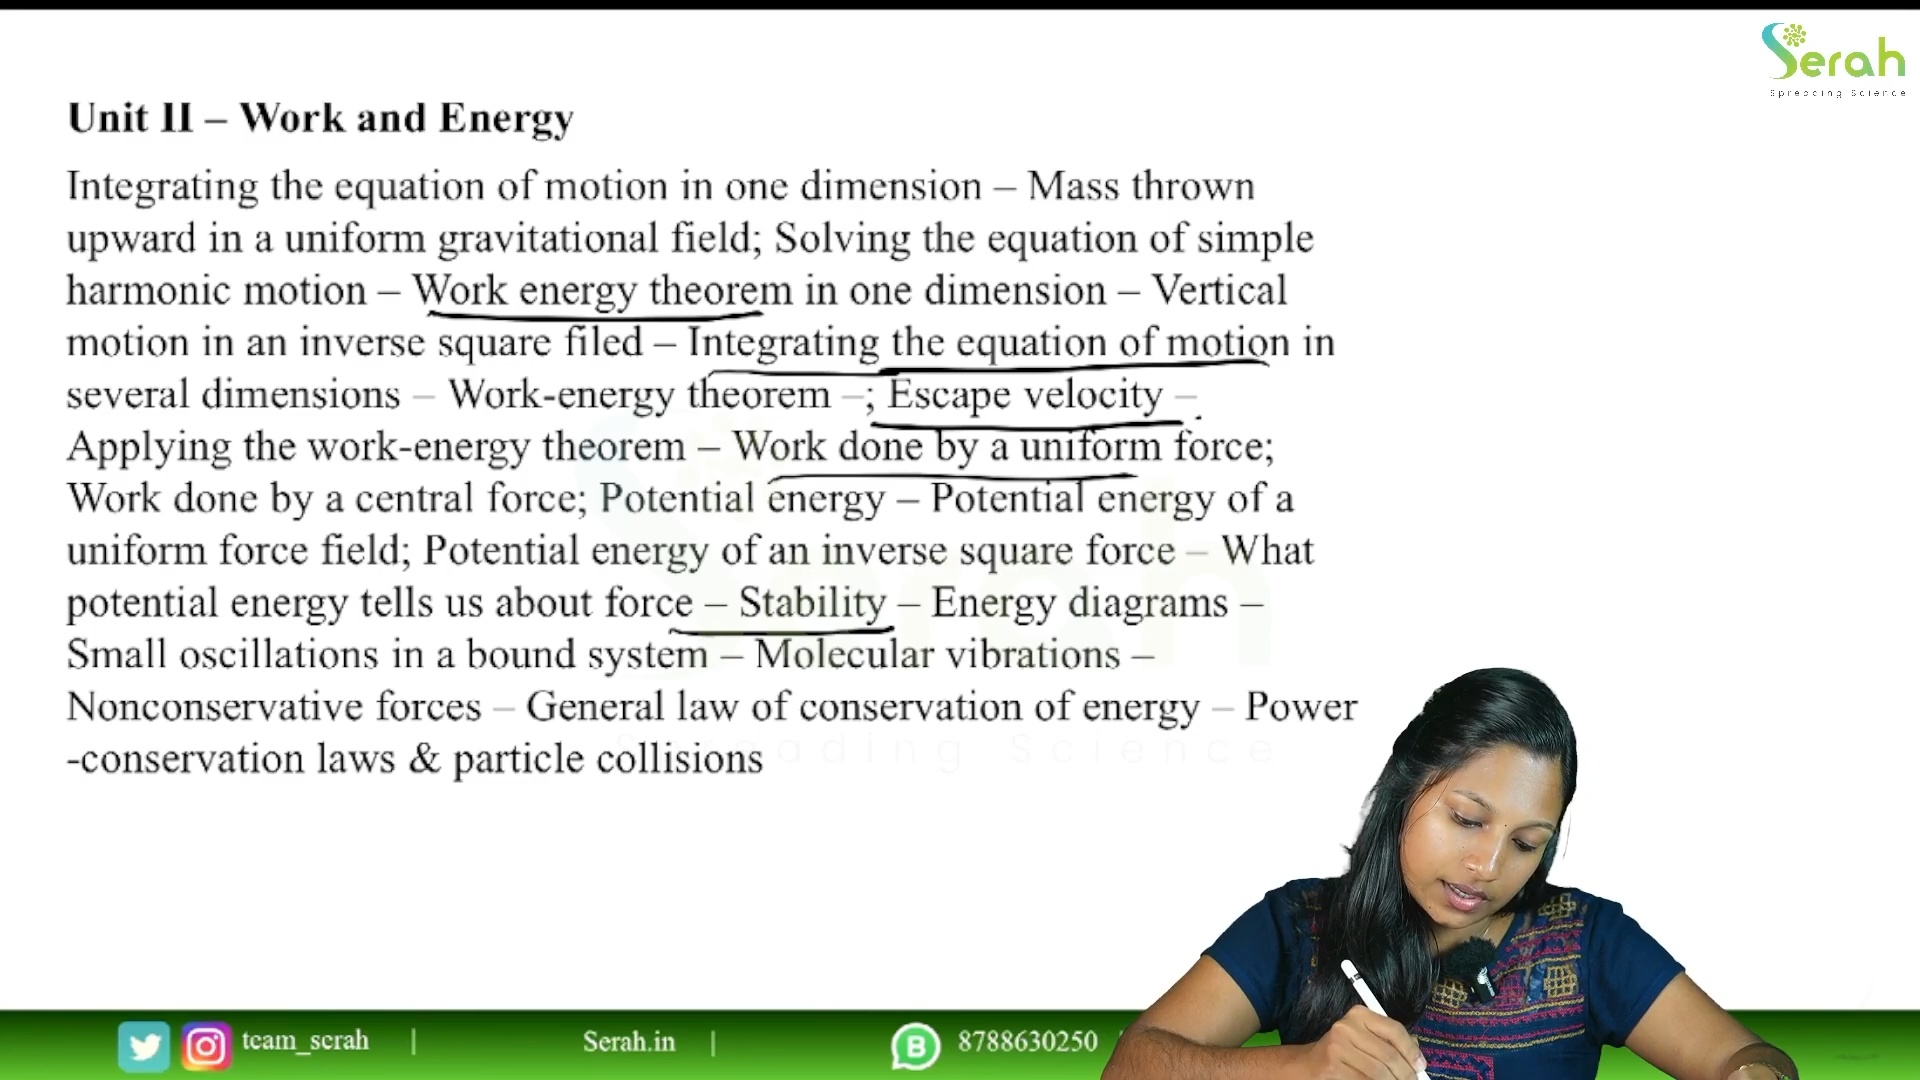 Serah
Spreading Science
Unit II – Work and Energy
Integrating the equation of motion in one dimension – Mass thrown
upward in a uniform gravitational field; Solving the equation of simple
harmonic motion – Work energy theorem in one dimension – Vertical
motion in an inverse square filed – Integrating the equation of motion in
several dimensions – Work-energy theorem –; Escape velocity –
Applying the work-energy theorem – Work done by a uniform force;
Work done by a central force; Potential energy – Potential energy of a
uniform force field; Potential energy of an inverse square force – What
potential energy tells us about force – Stability – Energy diagrams –
Small oscillations in a bound system – Molecular vibrations –
Nonconservative forces – General law of conservation of energy – Power
-conservation laws & particle collisions
Serah
Spreading Science
team_serah | Serah.in | 8788630250